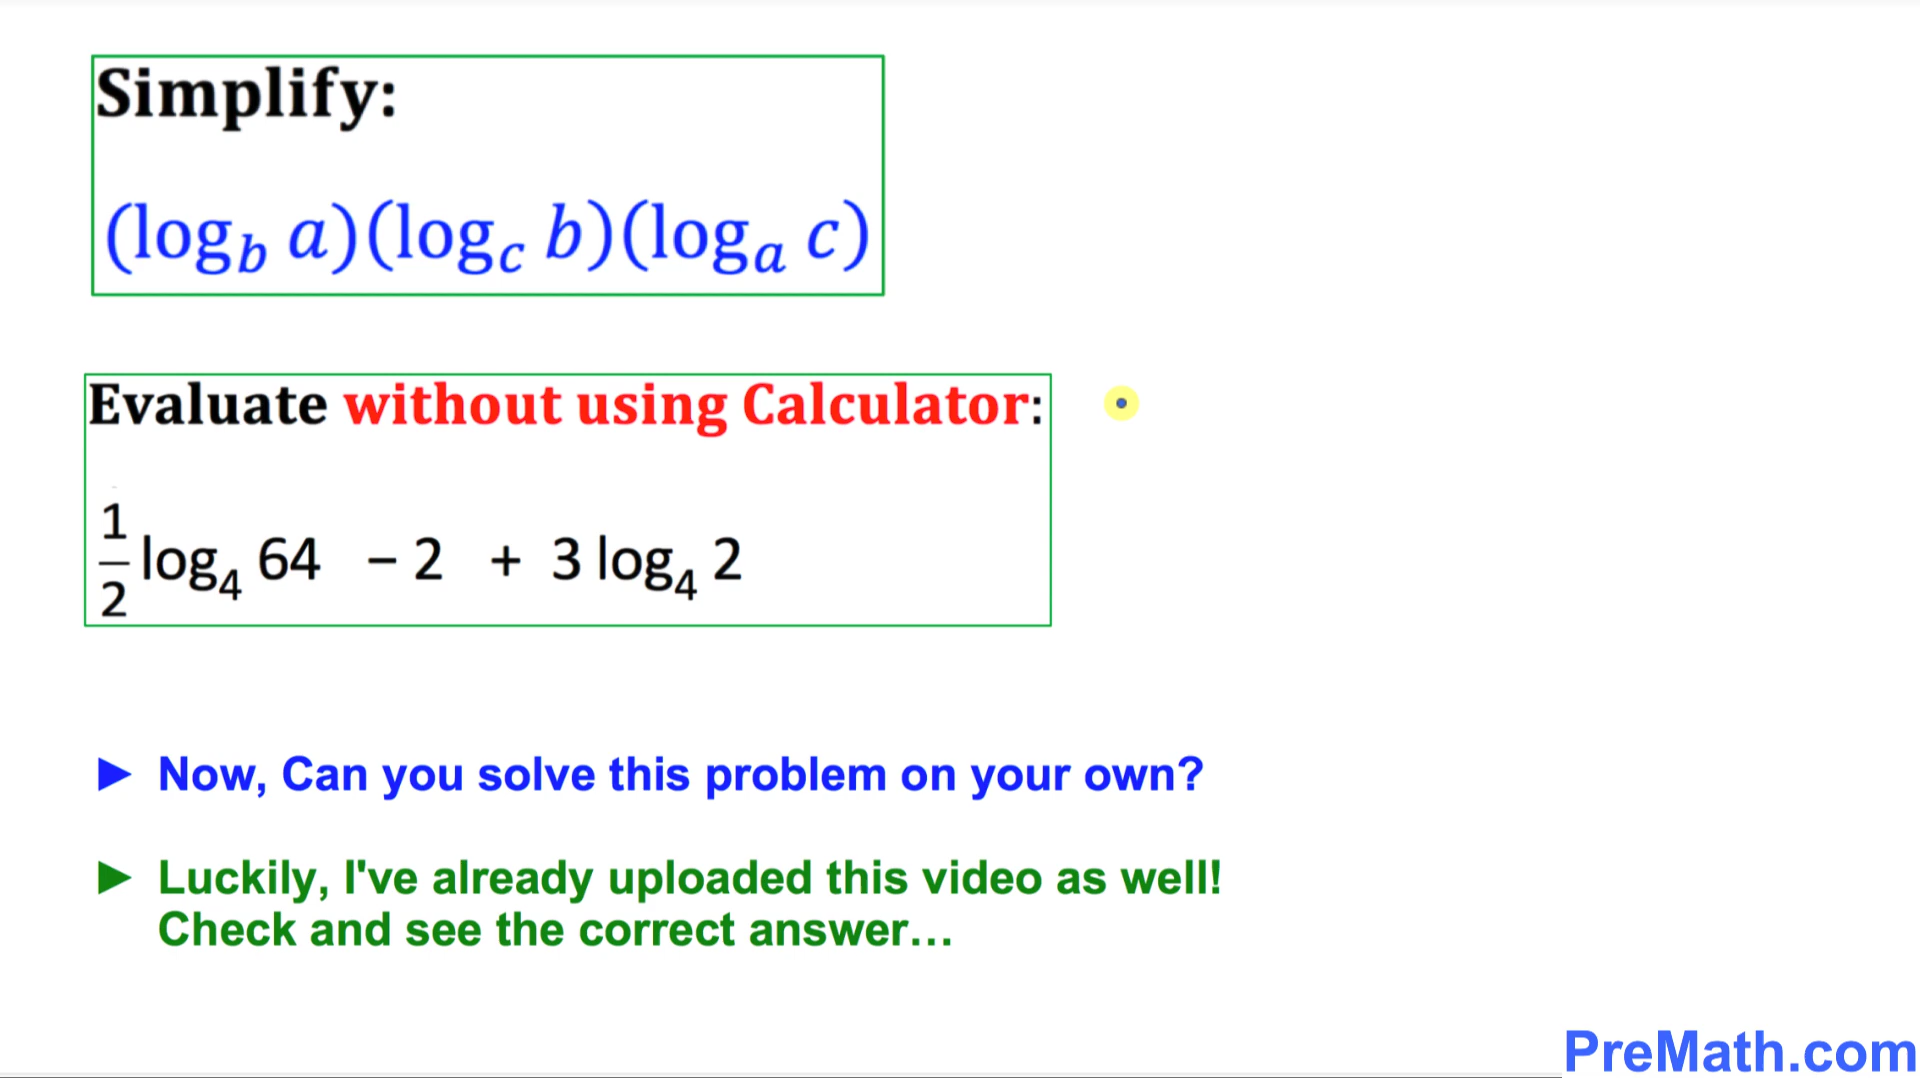 Simplify:
(log_b a)(log_c b)(log_a c)
Evaluate without using Calculator:
1/2 log_4 64 – 2 + 3 log_4 2
► Now, Can you solve this problem on your own?
► Luckily, I've already uploaded this video as well!
Check and see the correct answer...
PreMath.com